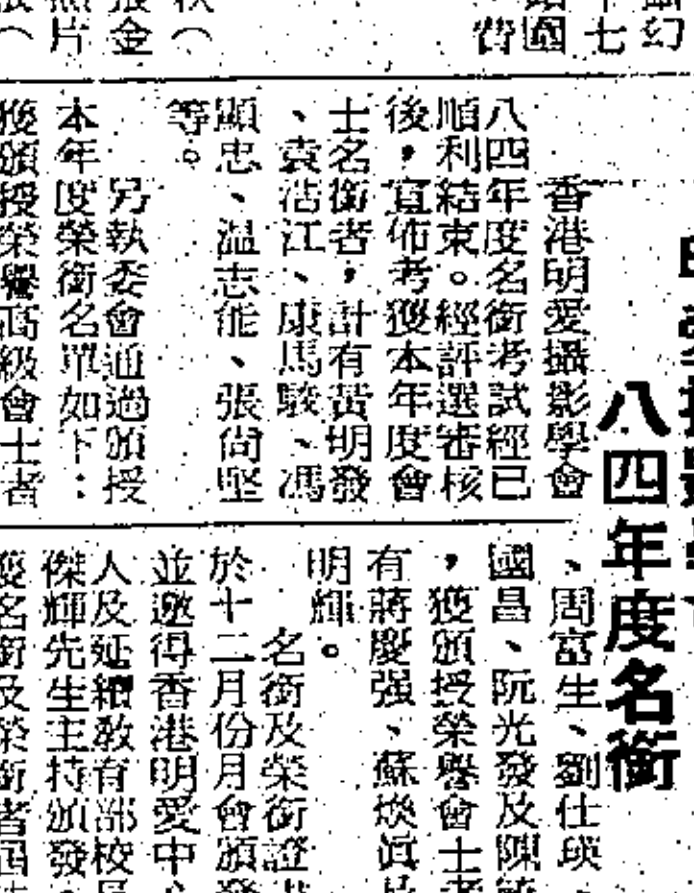 八四年度名銜
香港明愛攝影學會
八四年度名銜考試經已
順利結束。經評選審核
後，宣佈考獲本年度會
士名銜者，計有黃明發
、袁浩江、康馬駿、馮
顯忠、溫志能、張尚堅
等。
另執委會通過頒授
本年度榮銜名單如下：
獲頒授榮譽高級會士者
、周富生、劉仕瑛、
國昌、阮光發及陳
，獲頒授榮譽會士者
有蔣慶强、蘇煥眞
明輝。
名銜及榮銜證
於十二月份月會頒發
並邀得香港明愛中
人及延續教育部校長
傑輝先生主持頒發。
獲名銜及榮銜者屆